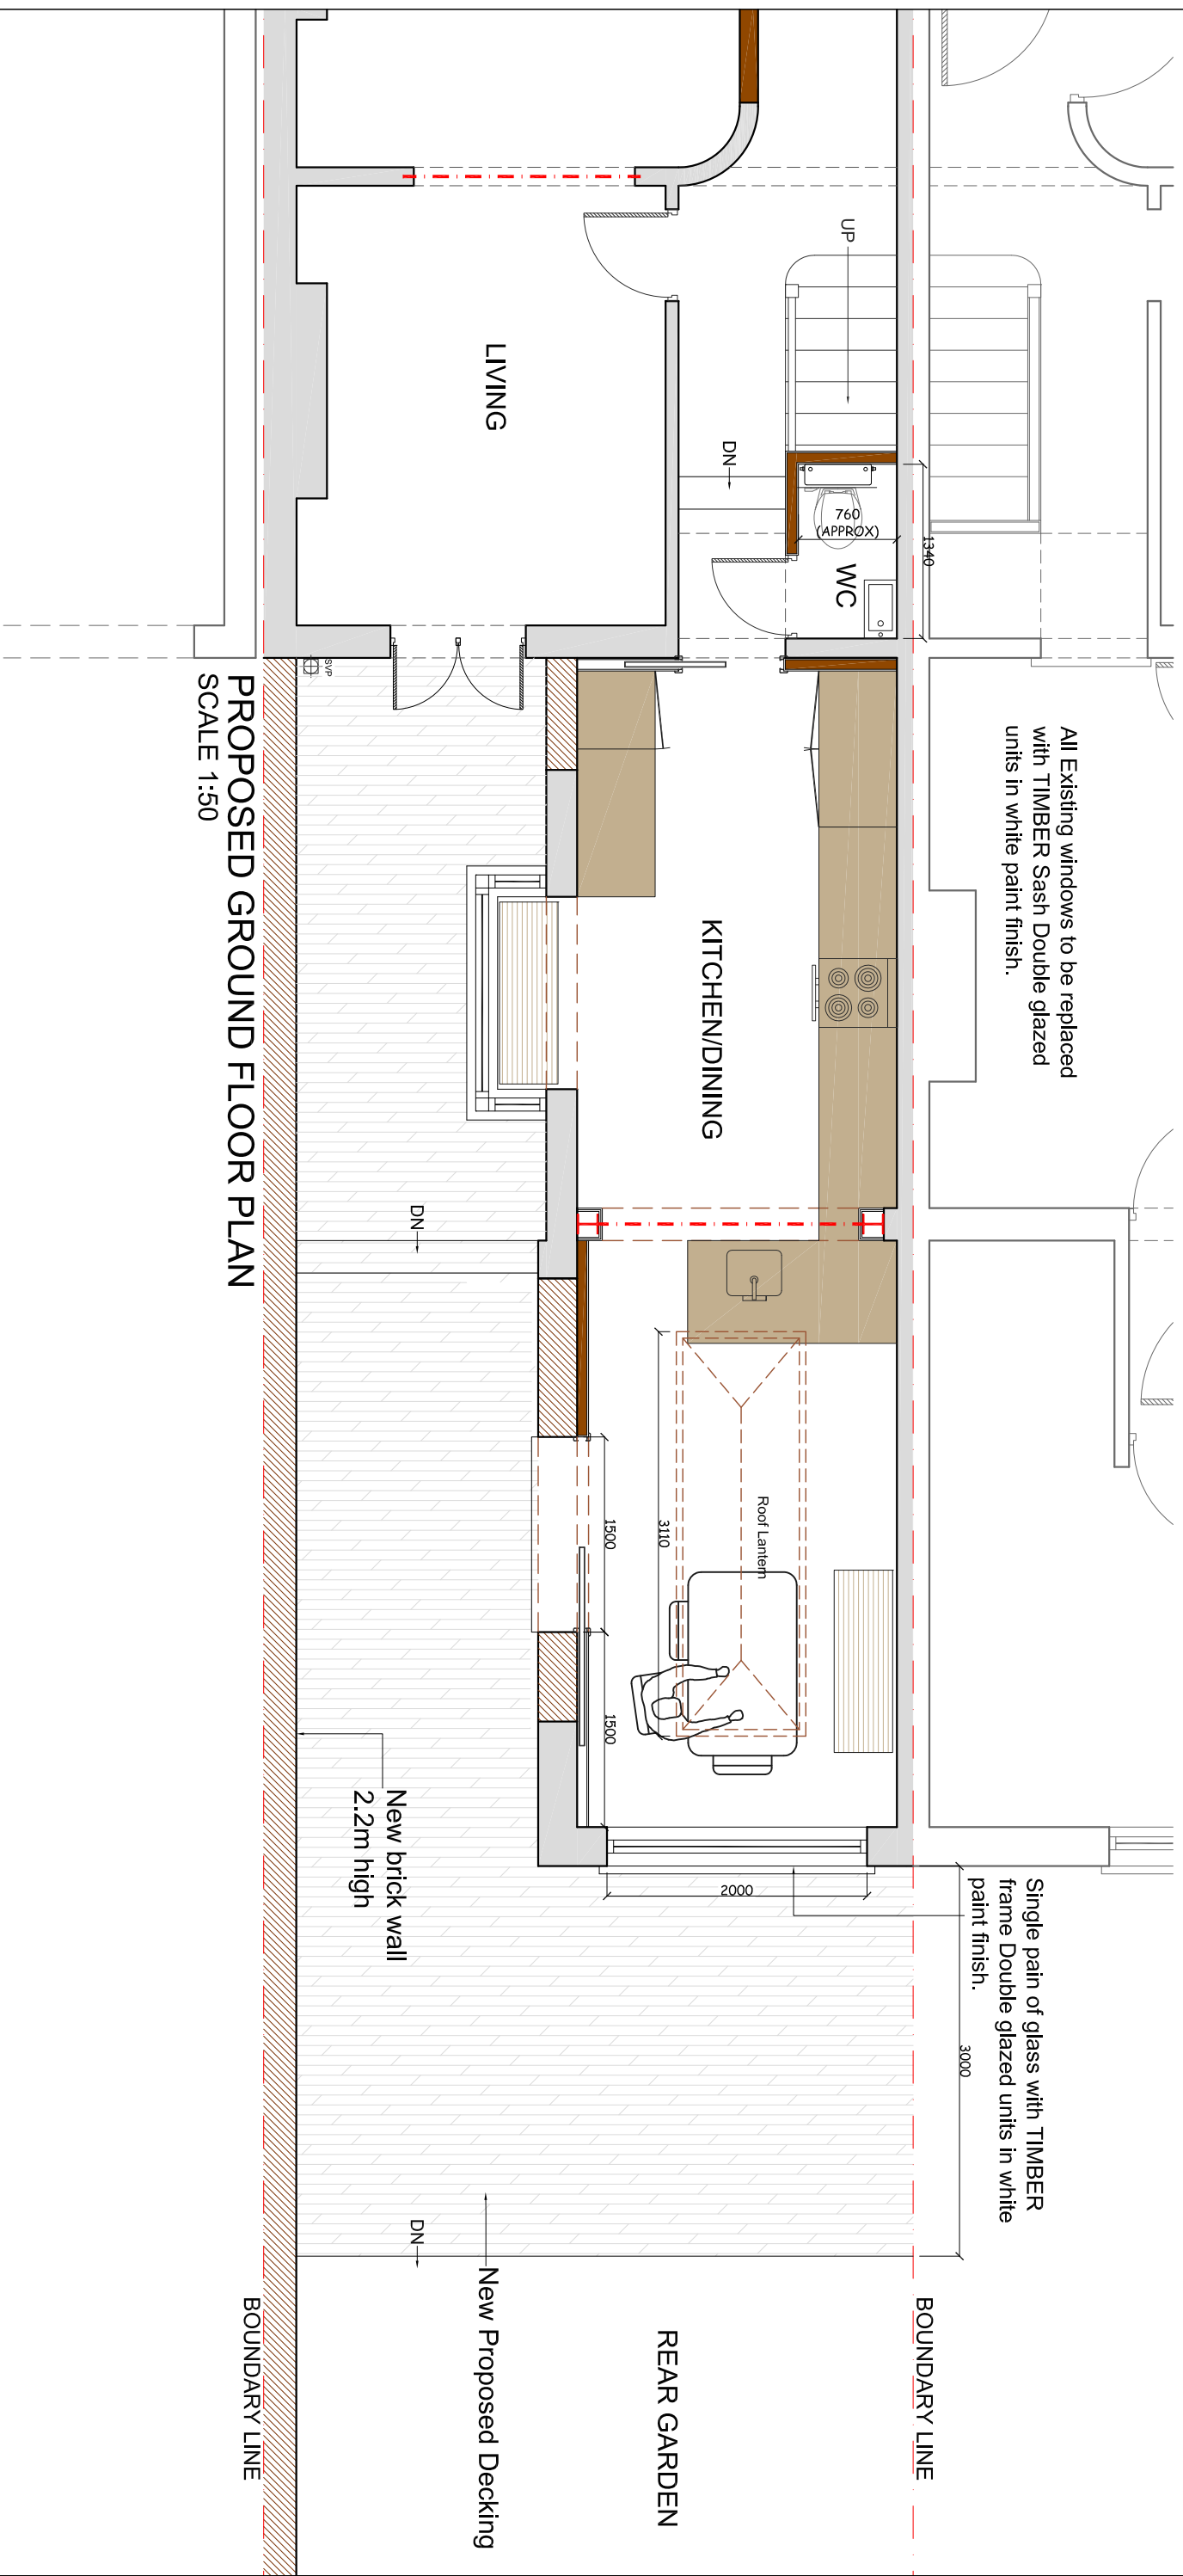 All Existing windows to be replaced
with TIMBER Sash Double glazed
units in white paint finish.
Single pain of glass with TIMBER
frame Double glazed units in white
paint finish.
3000
BOUNDARY LINE
1340
UP
760
(APPROX)
WC
DN
KITCHEN/DINING
Roof Lantern
3110
1500
1500
2000
REAR GARDEN
LIVING
New Proposed Decking
DN
DN
New brick wall
2.2m high
SVP
BOUNDARY LINE
PROPOSED GROUND FLOOR PLAN
SCALE 1:50